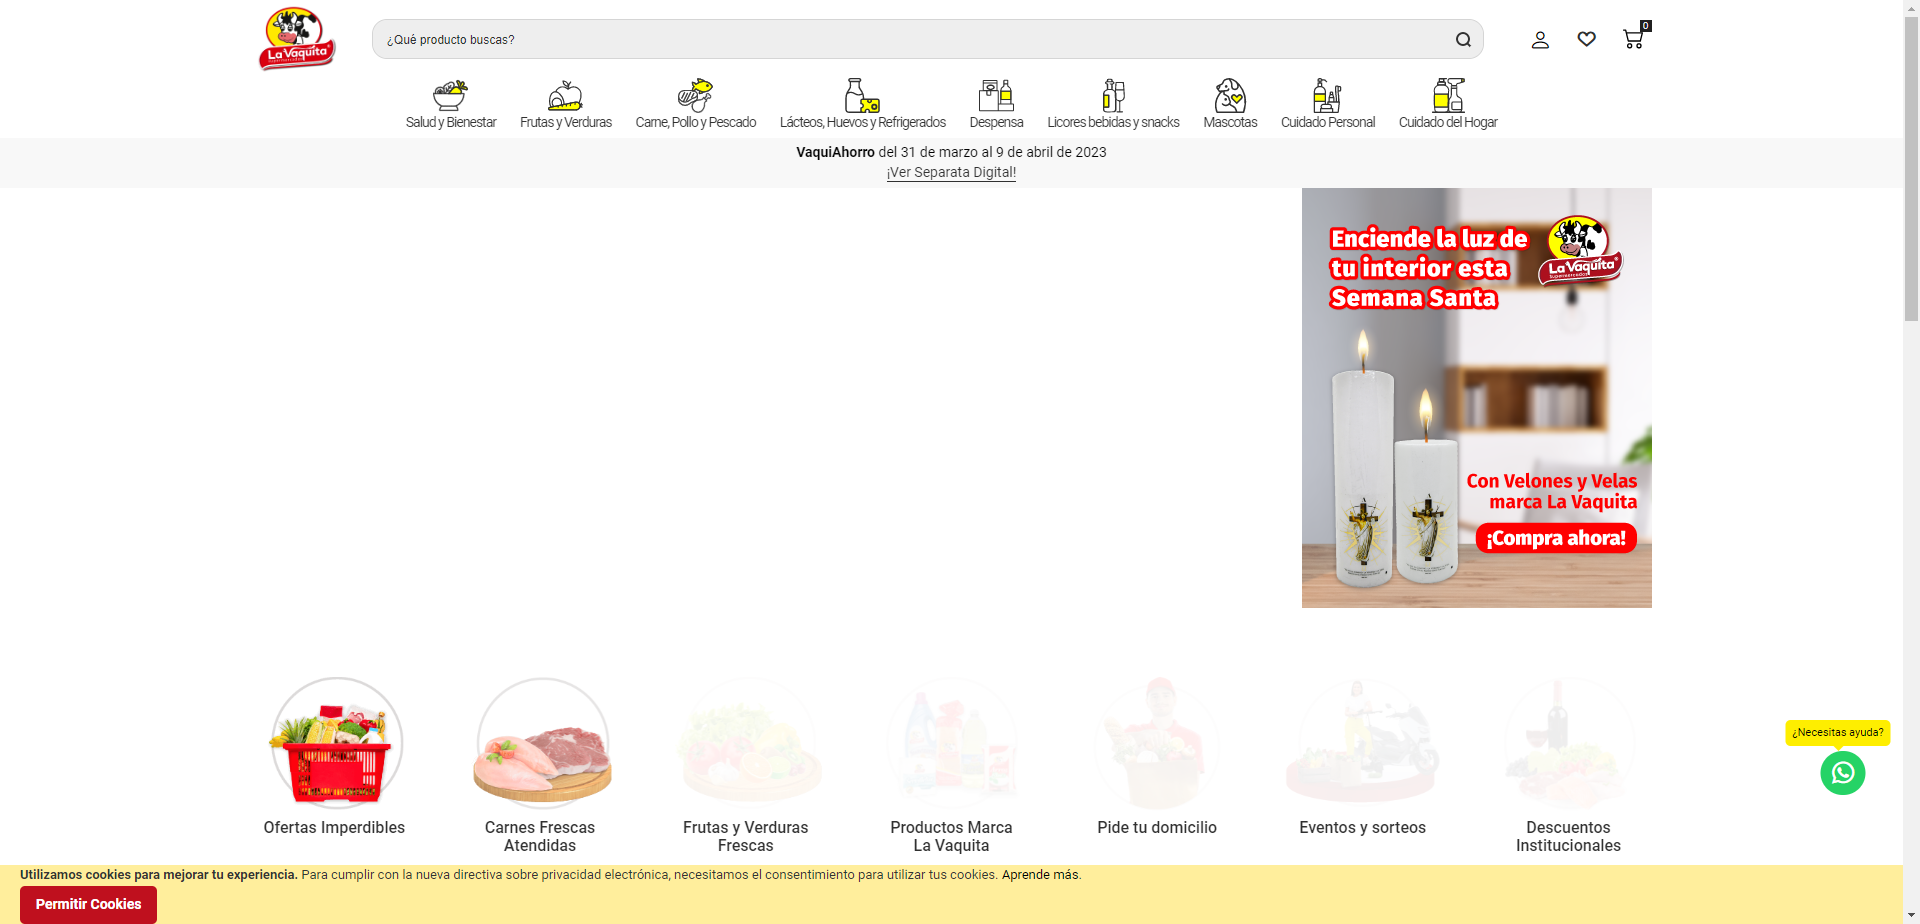 La Vaquita
Supermercados
¿Qué producto buscas?
0
Salud y Bienestar
Frutas y Verduras
Carne, Pollo y Pescado
Lácteos, Huevos y Refrigerados
Despensa
Licores bebidas y snacks
Mascotas
Cuidado Personal
Cuidado del Hogar
VaquiAhorro del 31 de marzo al 9 de abril de 2023
¡Ver Separata Digital!
Enciende la luz de
tu interior esta
Semana Santa
La Vaquita
Supermercados
Con Velones y Velas
marca La Vaquita
¡Compra ahora!
¿Necesitas ayuda?
Ofertas Imperdibles
Carnes Frescas
Atendidas
Frutas y Verduras
Frescas
Productos Marca
La Vaquita
Pide tu domicilio
Eventos y sorteos
Descuentos
Institucionales
Utilizamos cookies para mejorar tu experiencia. Para cumplir con la nueva directiva sobre privacidad electrónica, necesitamos el consentimiento para utilizar tus cookies. Aprende más.
Permitir Cookies